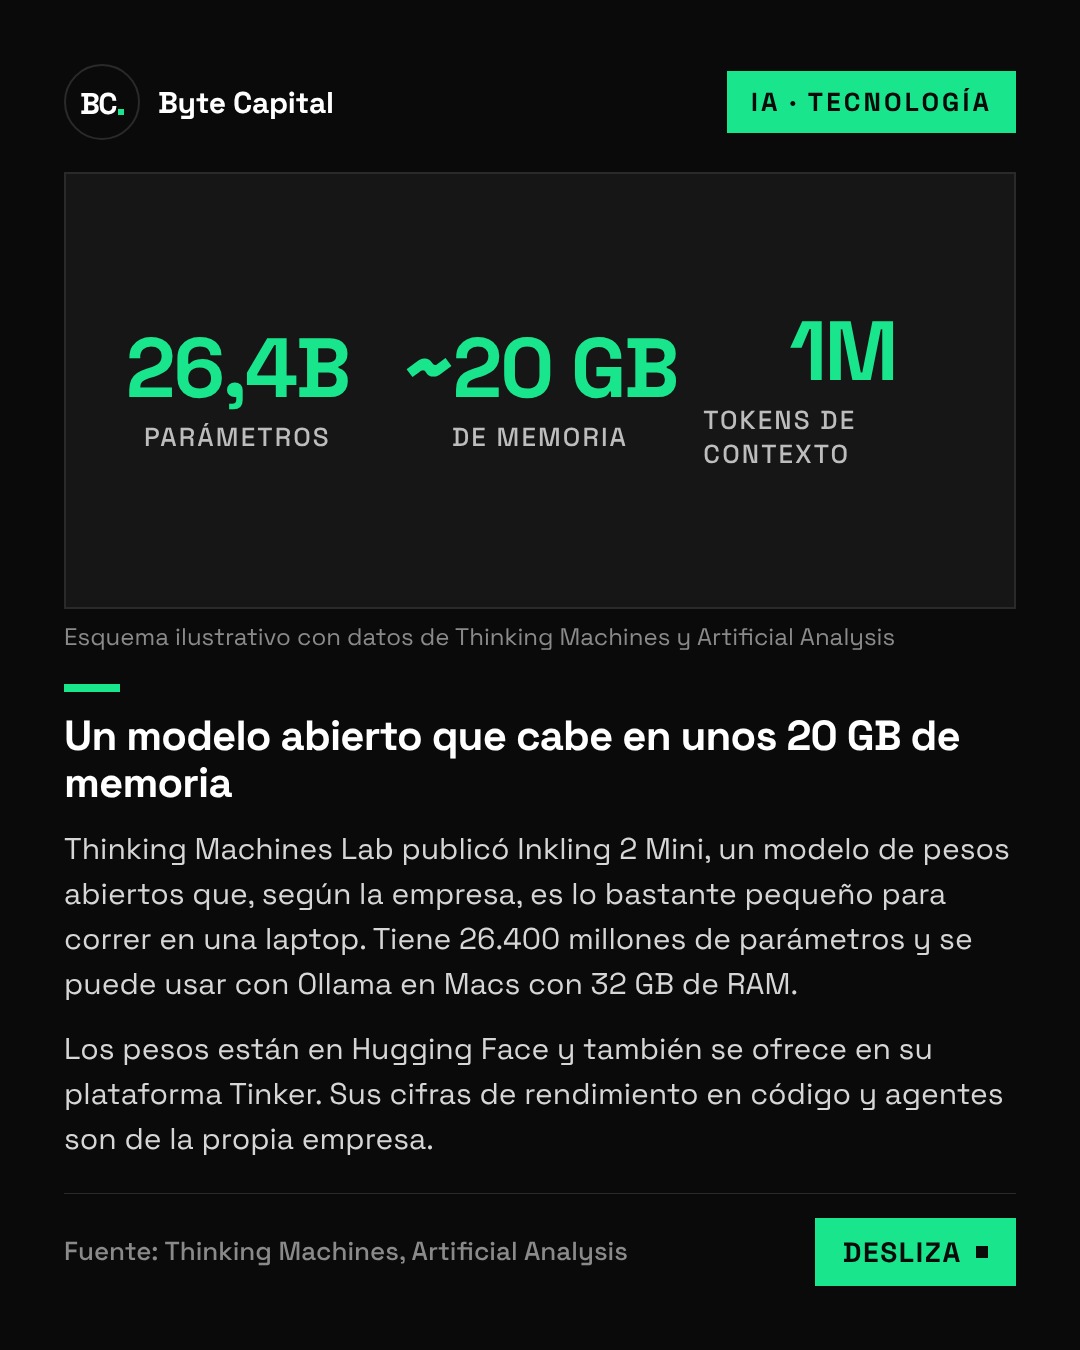 BC.
Byte Capital
IA · TECNOLOGÍA
26,4B
PARÁMETROS
~20 GB
DE MEMORIA
1M
TOKENS DE
CONTEXTO
Esquema ilustrativo con datos de Thinking Machines y Artificial Analysis
Un modelo abierto que cabe en unos 20 GB de
memoria
Thinking Machines Lab publicó Inkling 2 Mini, un modelo de pesos
abiertos que, según la empresa, es lo bastante pequeño para
correr en una laptop. Tiene 26.400 millones de parámetros y se
puede usar con Ollama en Macs con 32 GB de RAM.
Los pesos están en Hugging Face y también se ofrece en su
plataforma Tinker. Sus cifras de rendimiento en código y agentes
son de la propia empresa.
Fuente: Thinking Machines, Artificial Analysis
DESLIZA